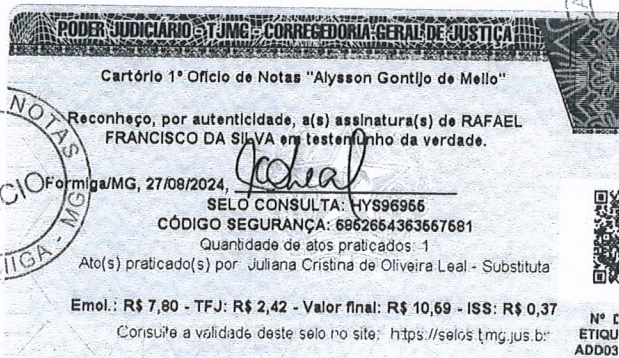 PODER JUDICIÁRIO - TJMG - CORREGEDORIA-GERAL DE JUSTIÇA
Cartório 1º Ofício de Notas "Alysson Gontijo de Mello"
Reconheço, por autenticidade, a(s) assinatura(s) de RAFAEL
FRANCISCO DA SILVA em testemunho da verdade.
Formiga/MG, 27/08/2024,
SELO CONSULTA: HYS96956
CÓDIGO SEGURANÇA: 6852654363557581
Quantidade de atos praticados: 1
Ato(s) praticado(s) por: Juliana Cristina de Oliveira Leal - Substituta
Emol.: R$ 7,80 - TFJ: R$ 2,42 - Valor final: R$ 10,59 - ISS: R$ 0,37
Consulte a validade deste selo no site: https://selos.tjmg.jus.br
Nº D
ETIQU
ADD03
NOTAS
CIO
IIGA - MG